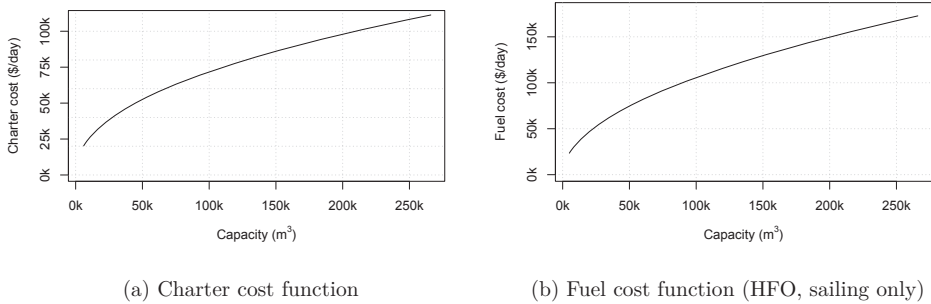 Charter cost ($/day)
100k
75k
50k
25k
0k
0k 50k 100k 150k 200k 250k
Capacity (m³)
(a) Charter cost function
Fuel cost ($/day)
150k
100k
50k
0k
0k 50k 100k 150k 200k 250k
Capacity (m³)
(b) Fuel cost function (HFO, sailing only)